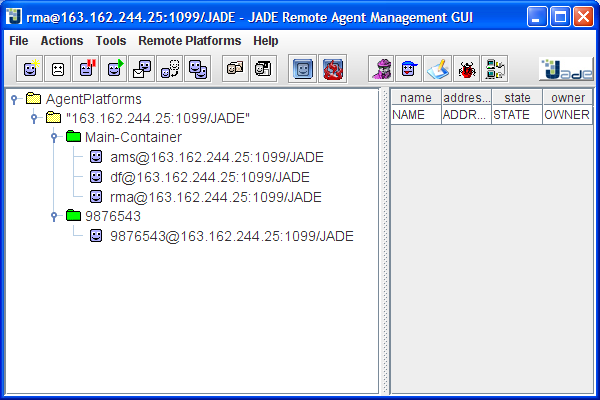 rma@163.162.244.25:1099/JADE - JADE Remote Agent Management GUI
File Actions Tools Remote Platforms Help
Jade
AgentPlatforms
"163.162.244.25:1099/JADE"
Main-Container
ams@163.162.244.25:1099/JADE
df@163.162.244.25:1099/JADE
rma@163.162.244.25:1099/JADE
9876543
9876543@163.162.244.25:1099/JADE
name addres... state owner
NAME ADDR... STATE OWNER